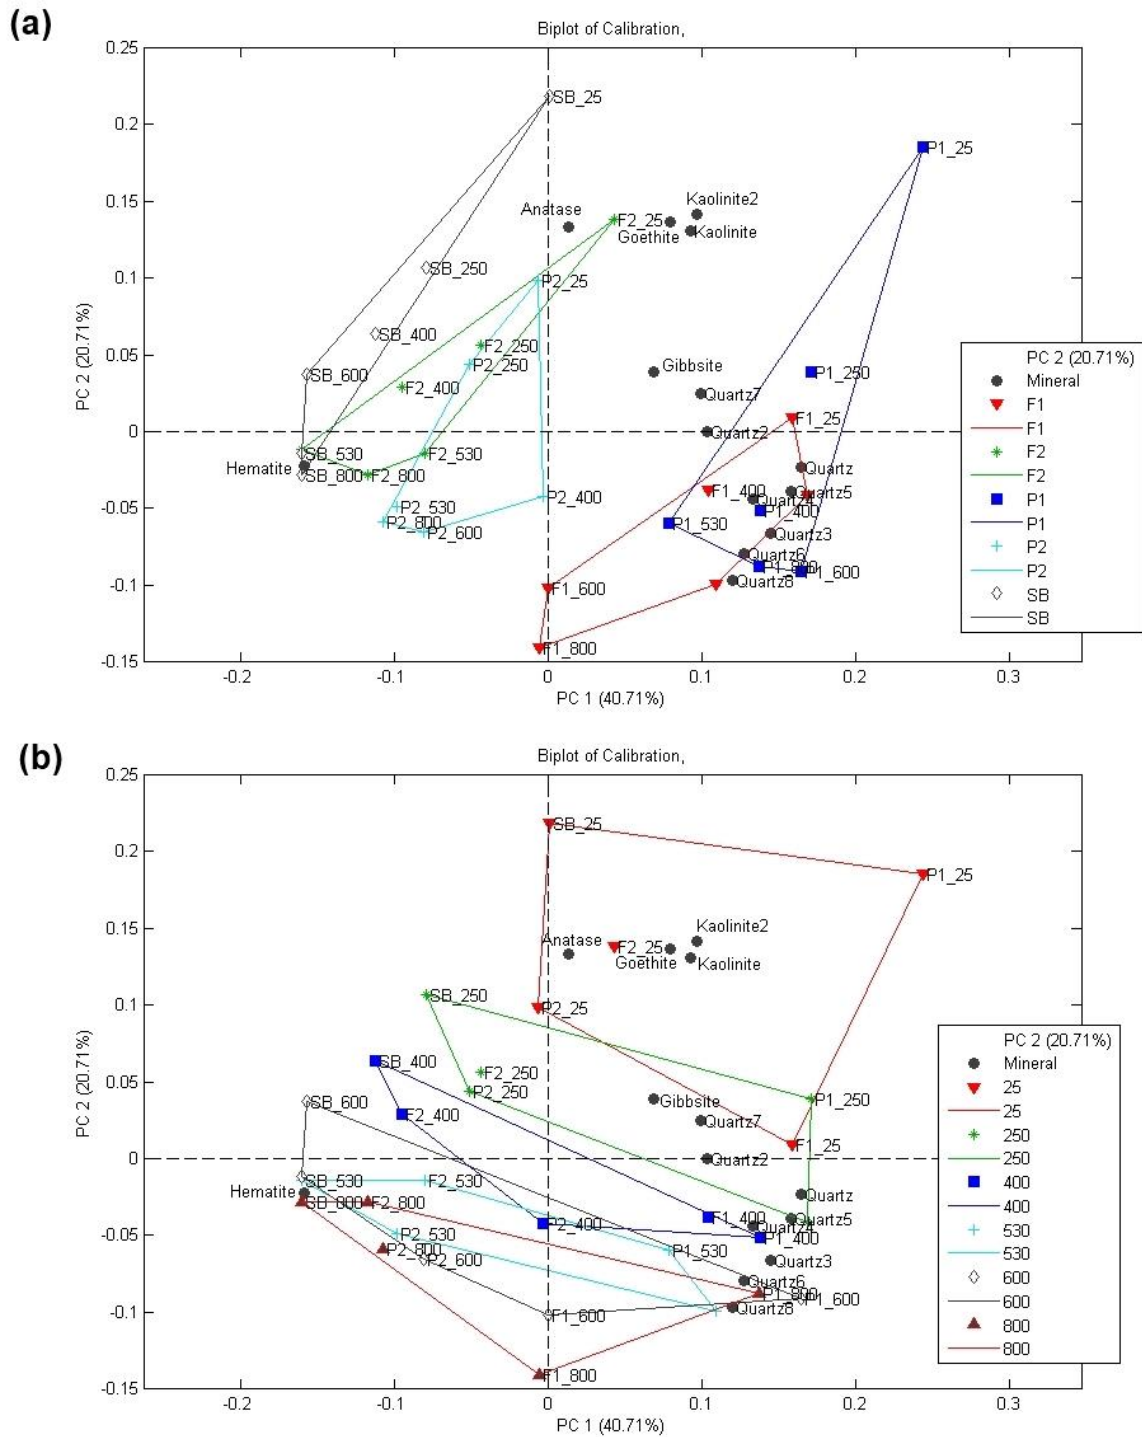 (a)
Biplot of Calibration,
0.25
SB_25
0.2
P1_25
Kaolinite2
0.15
Anatase
F2_25
Goethite
Kaolinite
0.1
SB_250
P2_25
SB_400
F2_250
0.05
P2_250
SB_600
Gibbsite
P1_250
F2_400
Quartz7
F1_25
PC 2 (20.71%)
0
Quartz2
SB_530
F2_530
Hematite
Quartz
SB_800
F2_800
F1_400
Quartz5
P2_400
Quartz4
-0.05
P2_530
P1_400
P2_800
P1_530
P2_600
Quartz3
Quartz6
P1_800
P1_600
-0.1
F1_600
Quartz8
F1_800
-0.15
-0.2
-0.1
0
0.1
0.2
0.3
PC 1 (40.71%)
PC 2 (20.71%)
Mineral
F1
F1
F2
F2
P1
P1
P2
P2
SB
SB
(b)
Biplot of Calibration,
0.25
SB_25
0.2
P1_25
Kaolinite2
0.15
Anatase
F2_25
Goethite
Kaolinite
0.1
SB_250
P2_25
SB_400
F2_250
0.05
P2_250
SB_600
Gibbsite
P1_250
F2_400
Quartz7
F1_25
PC 2 (20.71%)
0
Quartz2
SB_530
F2_530
Hematite
Quartz
SB_800
F2_800
F1_400
Quartz5
P2_400
Quartz4
-0.05
P2_530
P1_400
P2_800
P1_530
P2_600
Quartz3
Quartz6
P1_800
P1_600
-0.1
F1_600
Quartz8
F1_800
-0.15
-0.2
-0.1
0
0.1
0.2
0.3
PC 1 (40.71%)
PC 2 (20.71%)
Mineral
25
25
250
250
400
400
530
530
600
600
800
800